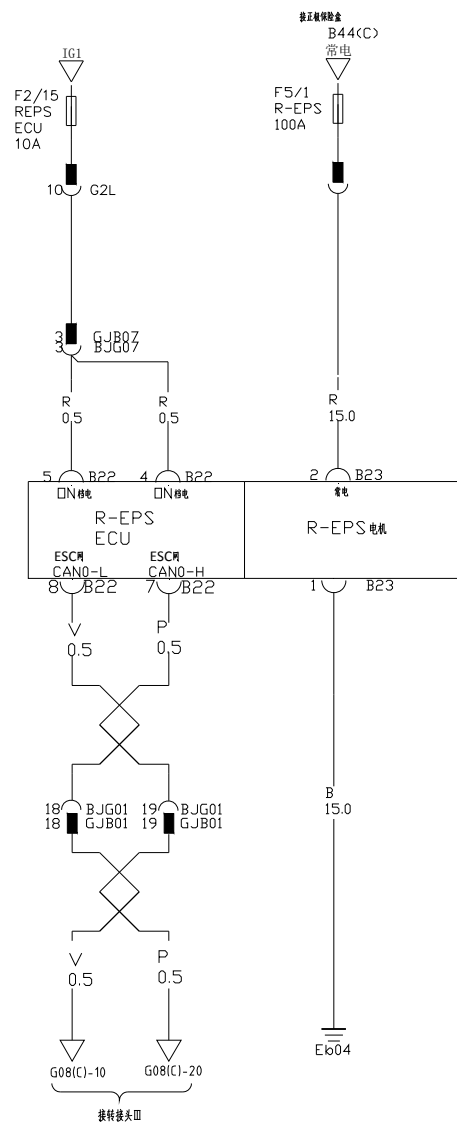 接正极保险盒
B44(C)
IG1
常电
F2/15
REPS
ECU
10A
F5/1
R-EPS
100A
10 G2L
3 GJB07
3 BJG07
R
0.5
R
0.5
R
15.0
5 B22
4 B22
2 B23
ON档电
ON档电
常电
R-EPS
ECU
R-EPS电机
ESC网
CAN0-L
ESC网
CAN0-H
8 B22
7 B22
1 B23
V
0.5
P
0.5
18 BJG01
18 GJB01
19 BJG01
19 GJB01
B
15.0
V
0.5
P
0.5
Eb04
G08(C)-10
G08(C)-20
接转接头III